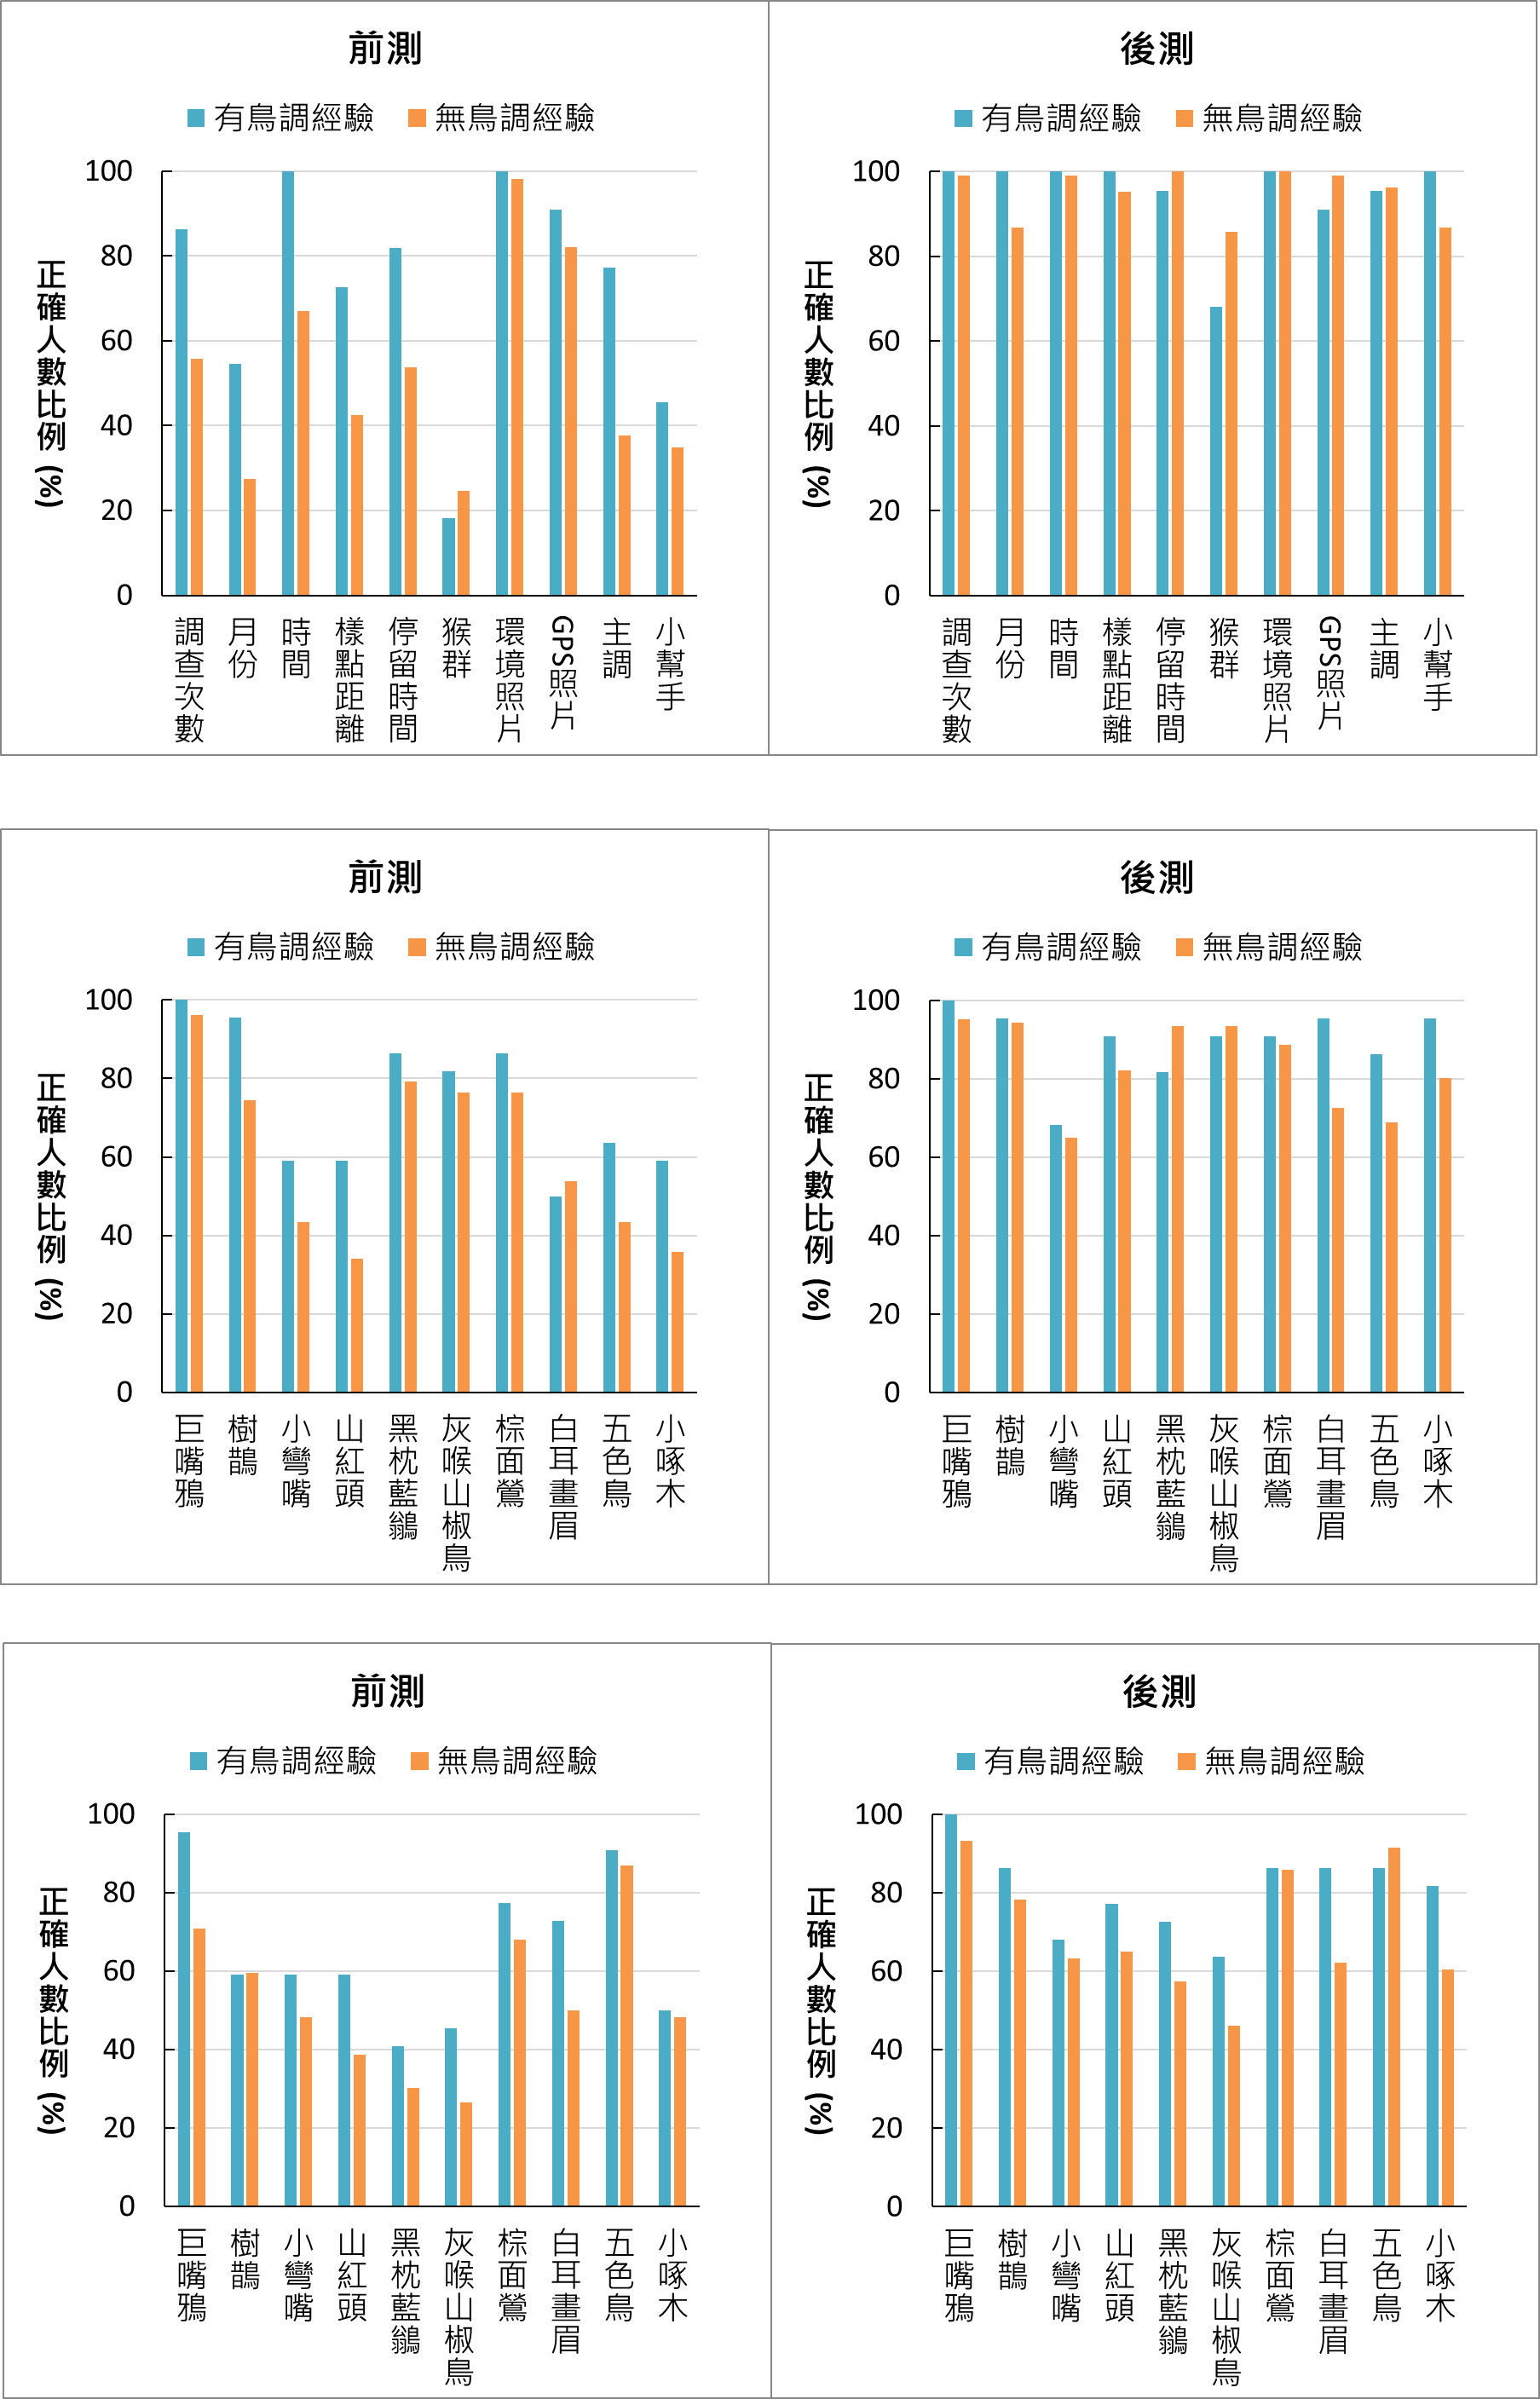 前測
有鳥調經驗 無鳥調經驗
正確人數比例 (%)
100
80
60
40
20
0
調查次數
月份
時間
樣點距離
停留時間
猴群
環境照片
GPS照片
主調
小幫手
後測
有鳥調經驗 無鳥調經驗
正確人數比例 (%)
100
80
60
40
20
0
調查次數
月份
時間
樣點距離
停留時間
猴群
環境照片
GPS照片
主調
小幫手
前測
有鳥調經驗 無鳥調經驗
正確人數比例 (%)
100
80
60
40
20
0
巨嘴鴉
樹鵲
小彎嘴
山紅頭
黑枕藍鶲
灰喉山椒鳥
棕面鶯
白耳畫眉
五色鳥
小啄木
後測
有鳥調經驗 無鳥調經驗
正確人數比例 (%)
100
80
60
40
20
0
巨嘴鴉
樹鵲
小彎嘴
山紅頭
黑枕藍鶲
灰喉山椒鳥
棕面鶯
白耳畫眉
五色鳥
小啄木
前測
有鳥調經驗 無鳥調經驗
正確人數比例 (%)
100
80
60
40
20
0
巨嘴鴉
樹鵲
小彎嘴
山紅頭
黑枕藍鶲
灰喉山椒鳥
棕面鶯
白耳畫眉
五色鳥
小啄木
後測
有鳥調經驗 無鳥調經驗
正確人數比例 (%)
100
80
60
40
20
0
巨嘴鴉
樹鵲
小彎嘴
山紅頭
黑枕藍鶲
灰喉山椒鳥
棕面鶯
白耳畫眉
五色鳥
小啄木